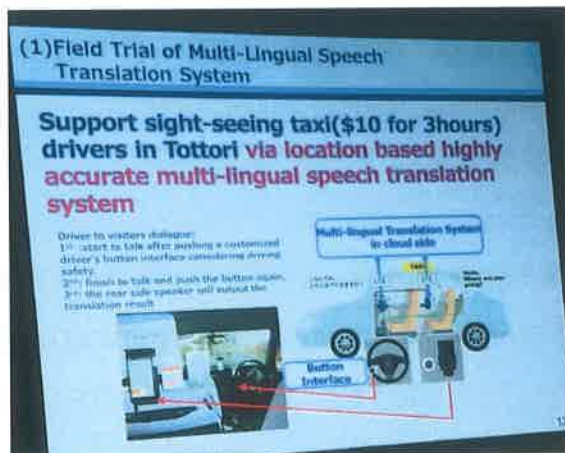 (1)Field Trial of Multi-Lingual Speech
Translation System
Support sight-seeing taxi($10 for 3hours)
drivers in Tottori via location based highly
accurate multi-lingual speech translation
system
Driver to visitors dialogue:
1st :start to talk after pushing a customized
driver's button interface considering driving
safety.
2nd: finish to talk and push the button again.
3rd: the rear side speaker will output the
translation result
Multi-lingual Translation System
in cloud side
TAXI
Button
Interface